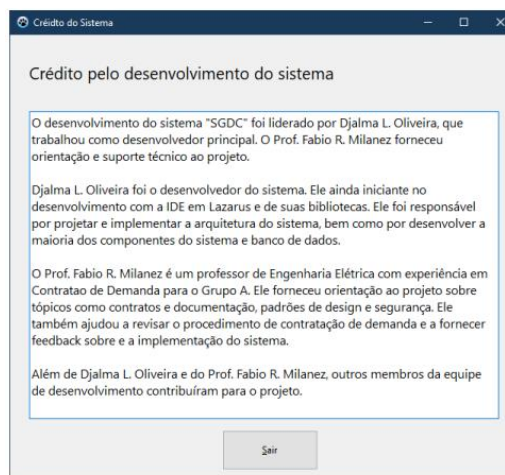 Créidto do Sistema
Crédito pelo desenvolvimento do sistema
O desenvolvimento do sistema "SGDC" foi liderado por Djalma L. Oliveira, que
trabalhou como desenvolvedor principal. O Prof. Fabio R. Milanez forneceu
orientação e suporte técnico ao projeto.
Djalma L. Oliveira foi o desenvolvedor do sistema. Ele ainda iniciante no
desenvolvimento com a IDE em Lazarus e de suas bibliotecas. Ele foi responsável
por projetar e implementar a arquitetura do sistema, bem como por desenvolver a
maioria dos componentes do sistema e banco de dados.
O Prof. Fabio R. Milanez é um professor de Engenharia Elétrica com experiência em
Contratao de Demanda para o Grupo A. Ele forneceu orientação ao projeto sobre
tópicos como contratos e documentação, padrões de design e segurança. Ele
também ajudou a revisar o procedimento de contratação de demanda e a fornecer
feedback sobre e a implementação do sistema.
Além de Djalma L. Oliveira e do Prof. Fabio R. Milanez, outros membros da equipe
de desenvolvimento contribuíram para o projeto.
Sair